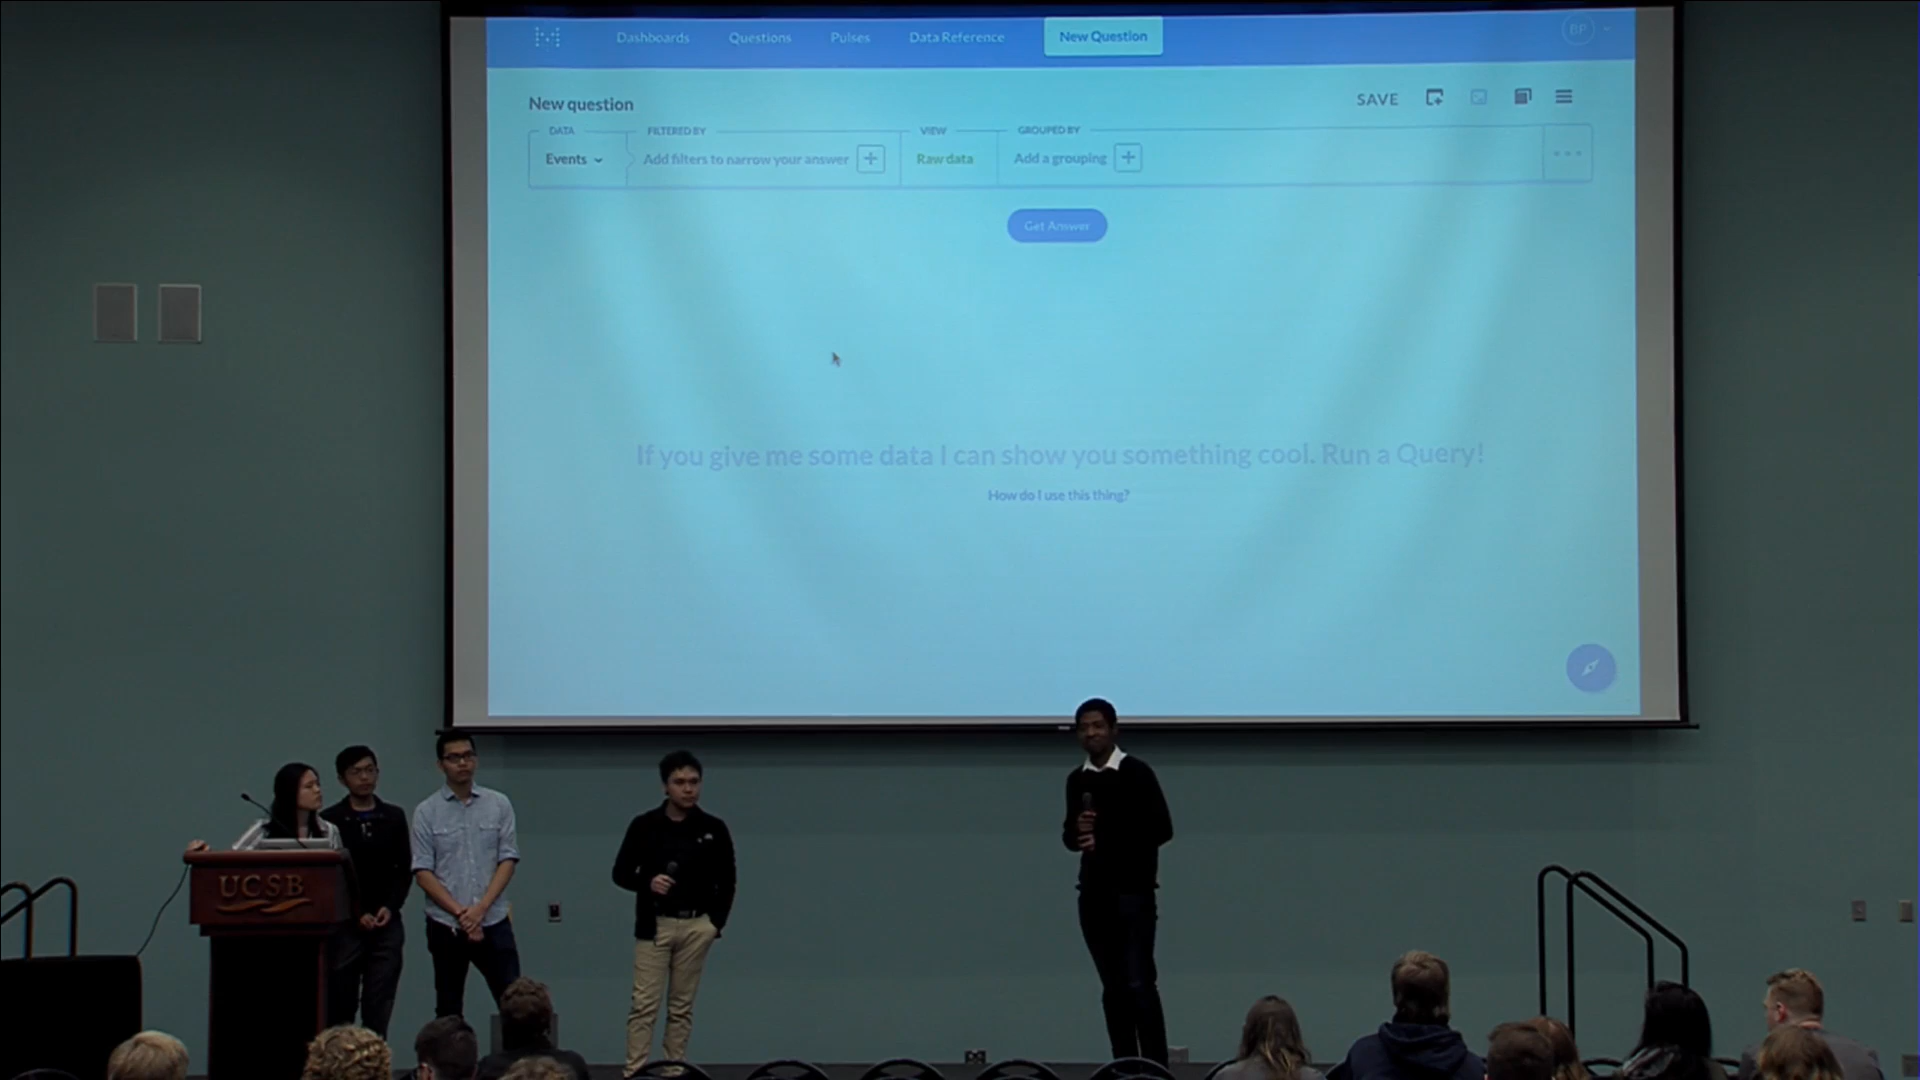 Dashboards Questions Pulses Data Reference New Question BP
New question
SAVE
DATA FILTERED BY VIEW GROUPED BY
Events Add filters to narrow your answer Raw data Add a grouping
Get Answer
If you give me some data I can show you something cool. Run a Query!
How do I use this thing?
UCSB